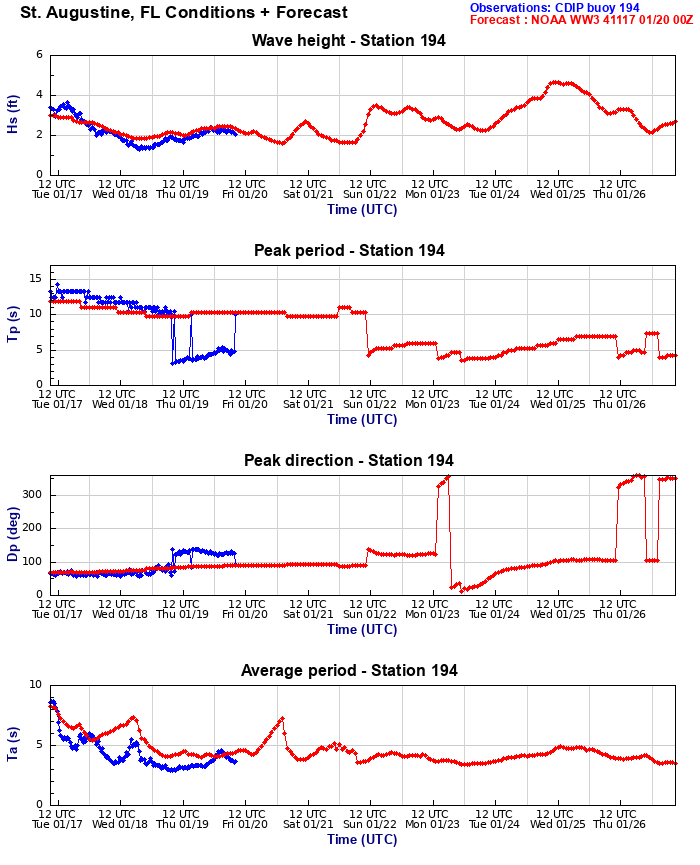 St. Augustine, FL Conditions + Forecast
Observations: CDIP buoy 194
Forecast : NOAA WW3 41117 01/20 00Z
Wave height - Station 194
Hs (ft)
6
4
2
0
12 UTC 12 UTC 12 UTC 12 UTC 12 UTC 12 UTC 12 UTC 12 UTC 12 UTC 12 UTC
Tue 01/17 Wed 01/18 Thu 01/19 Fri 01/20 Sat 01/21 Sun 01/22 Mon 01/23 Tue 01/24 Wed 01/25 Thu 01/26
Time (UTC)
Peak period - Station 194
Tp (s)
15
10
5
0
12 UTC 12 UTC 12 UTC 12 UTC 12 UTC 12 UTC 12 UTC 12 UTC 12 UTC 12 UTC
Tue 01/17 Wed 01/18 Thu 01/19 Fri 01/20 Sat 01/21 Sun 01/22 Mon 01/23 Tue 01/24 Wed 01/25 Thu 01/26
Time (UTC)
Peak direction - Station 194
Dp (deg)
300
200
100
0
12 UTC 12 UTC 12 UTC 12 UTC 12 UTC 12 UTC 12 UTC 12 UTC 12 UTC 12 UTC
Tue 01/17 Wed 01/18 Thu 01/19 Fri 01/20 Sat 01/21 Sun 01/22 Mon 01/23 Tue 01/24 Wed 01/25 Thu 01/26
Time (UTC)
Average period - Station 194
Ta (s)
10
5
0
12 UTC 12 UTC 12 UTC 12 UTC 12 UTC 12 UTC 12 UTC 12 UTC 12 UTC 12 UTC
Tue 01/17 Wed 01/18 Thu 01/19 Fri 01/20 Sat 01/21 Sun 01/22 Mon 01/23 Tue 01/24 Wed 01/25 Thu 01/26
Time (UTC)